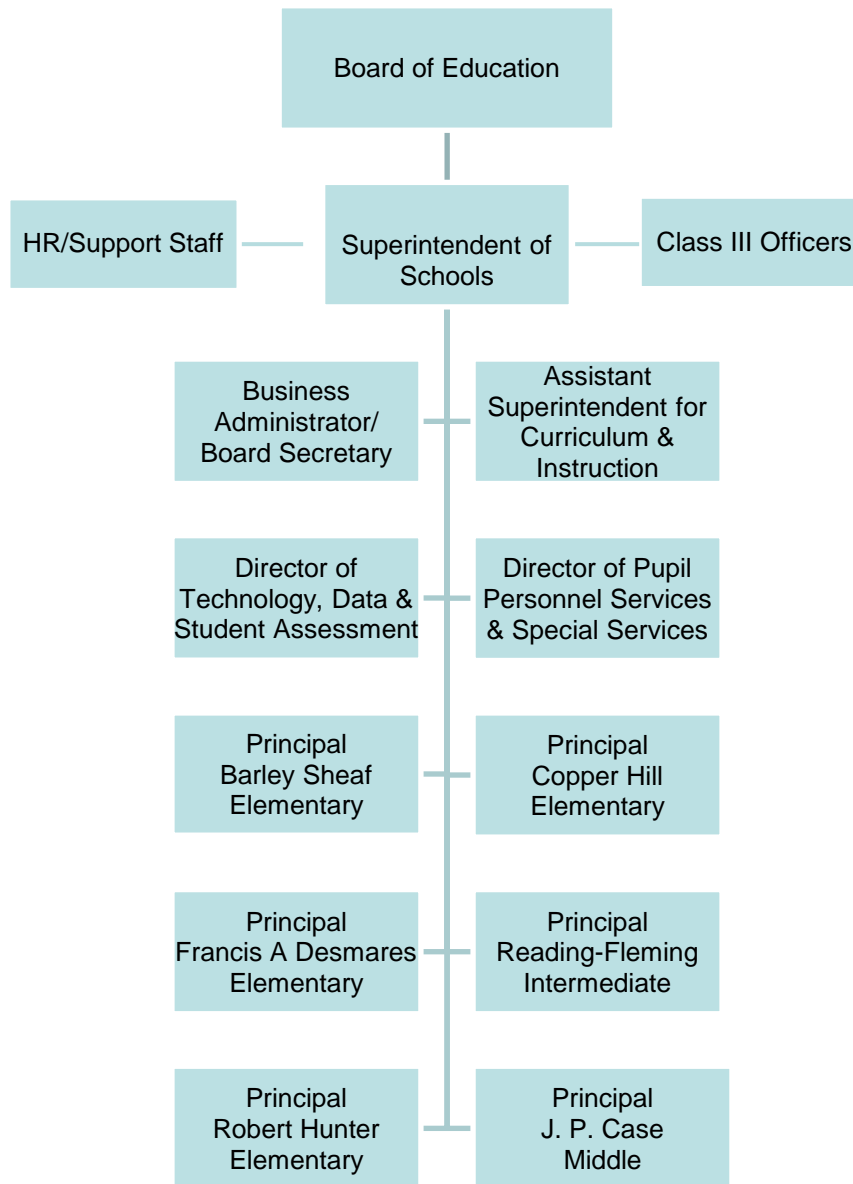 Board of Education
HR/Support Staff
Superintendent of
Schools
Class III Officers
Business
Administrator/
Board Secretary
Assistant
Superintendent for
Curriculum &
Instruction
Director of
Technology, Data &
Student Assessment
Director of Pupil
Personnel Services
& Special Services
Principal
Barley Sheaf
Elementary
Principal
Copper Hill
Elementary
Principal
Francis A Desmares
Elementary
Principal
Reading-Fleming
Intermediate
Principal
Robert Hunter
Elementary
Principal
J. P. Case
Middle